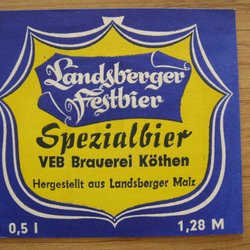 Landsberger
Festbier
Spezialbier
VEB Brauerei Köthen
Hergestellt aus Landsberger Malz
0,5 l
1,28 M